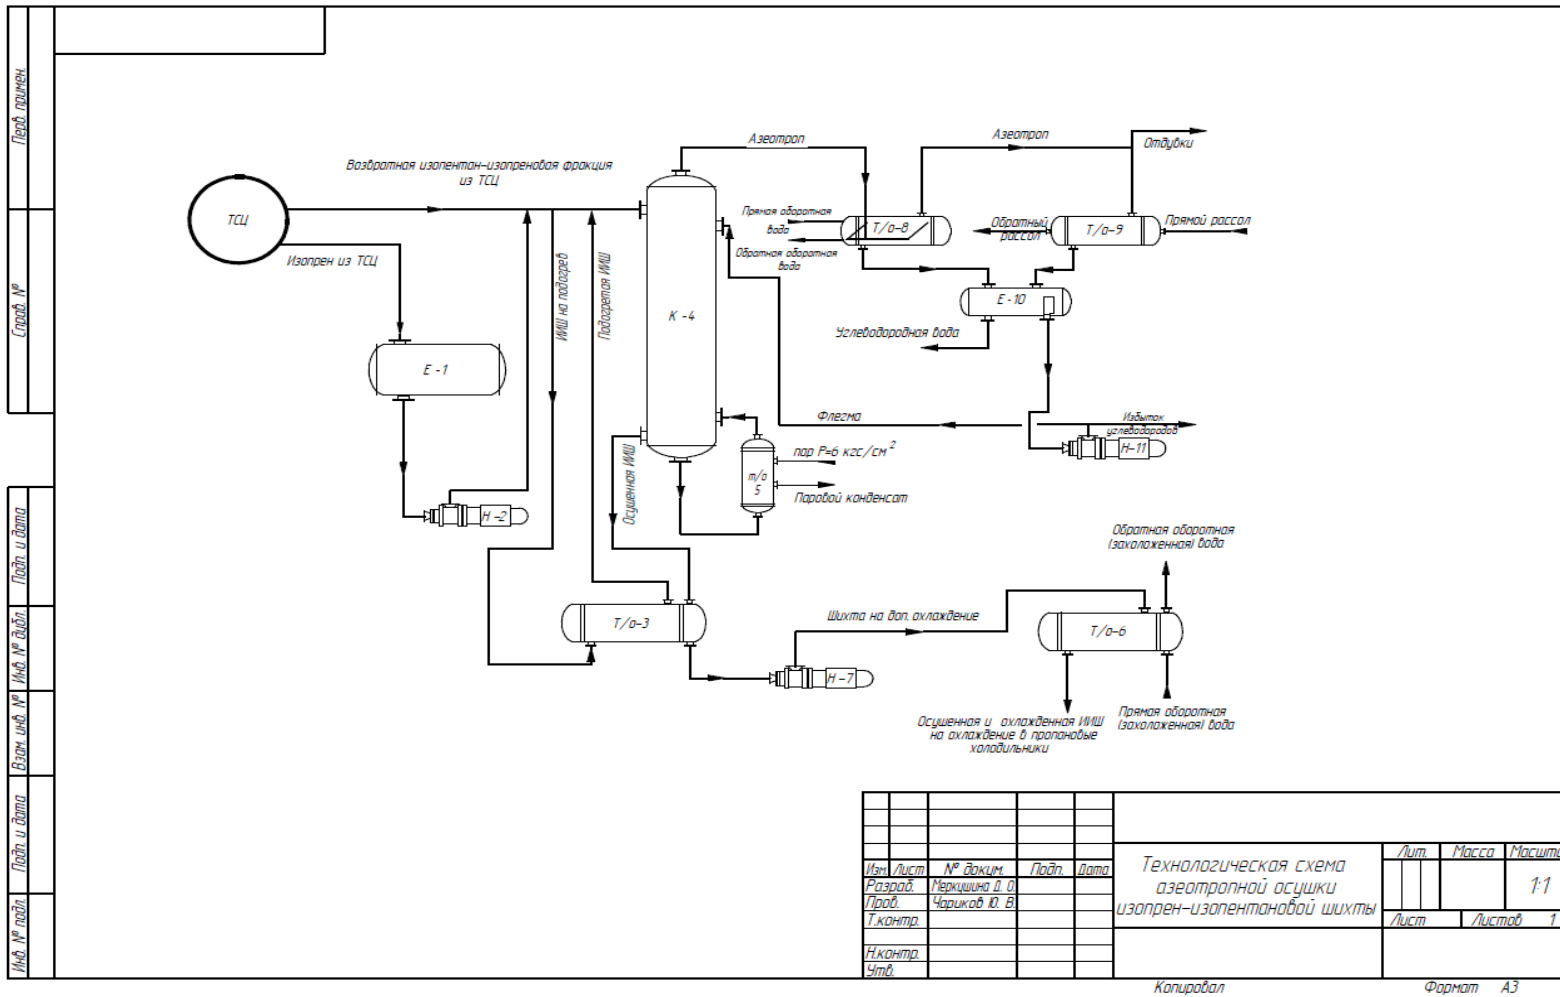 Перв. примен.
Справ. №
Подп. и дата
Инв. № дубл.
Взам. инв. №
Подп. и дата
Инв. № подл.
ТСЦ
Возвратная изопентан-изопреновая фракция
из ТСЦ
Изопрен из ТСЦ
Е -1
Н -2
ИИШ на подогрев
Подогретая ИИШ
Осушенная ИИШ
К -4
Азеотроп
Азеотроп
Отдувки
Прямая оборотная
вода
Обратная оборотная
вода
Т/о-8
Обратный
рассол
Т/о-9
Прямой рассол
Е -10
Углеводородная вода
Флегма
Избыток
углеводородов
Н-11
т/о
5
пар Р=6 кгс/см 2
Паровой конденсат
Т/о-3
Н -7
Шихта на доп. охлаждение
Обратная оборотная
(захоложенная) вода
Т/о-6
Осушенная и охлажденная ИИШ
на охлаждение в пропановые
холодильники
Прямая оборотная
(захоложенная) вода
Изм. Лист № докум. Подп. Дата
Разраб. Меркушина Д. О.
Пров. Чариков Ю. В.
Т.контр.
Н.контр.
Утв.
Технологическая схема
азеотропной осушки
изопрен-изопентановой шихты
Лит. Масса Масшта
1:1
Лист Листов 1
Копировал Формат А3